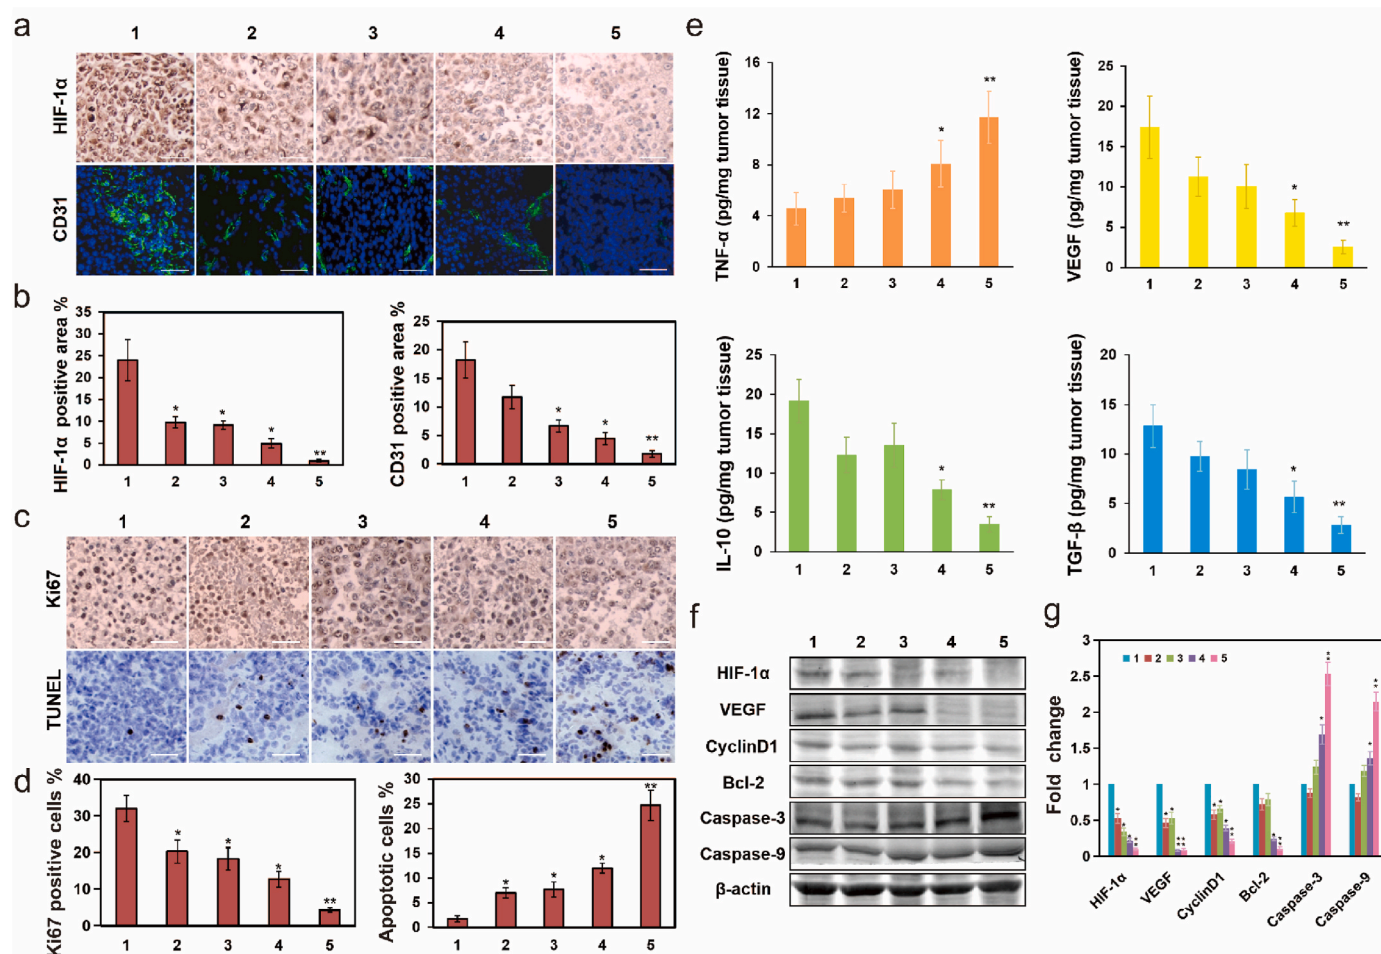 a
1 2 3 4 5
HIF-1α
CD31
b
HIF-1α positive area %
35
30
25
20
15
10
5
0
* * * **
1 2 3 4 5
CD31 positive area %
25
20
15
10
5
0
* * **
1 2 3 4 5
c
1 2 3 4 5
Ki67
TUNEL
d
Ki67 positive cells %
40
30
20
10
0
* * * **
1 2 3 4 5
Apoptotic cells %
30
25
20
15
10
5
0
* * * **
1 2 3 4 5
e
TNF-α (pg/mg tumor tissue)
16
12
8
4
0
* **
1 2 3 4 5
VEGF (pg/mg tumor tissue)
25
20
15
10
5
0
* **
1 2 3 4 5
IL-10 (pg/mg tumor tissue)
25
20
15
10
5
0
* **
1 2 3 4 5
TGF-β (pg/mg tumor tissue)
20
15
10
5
0
* **
1 2 3 4 5
f
1 2 3 4 5
HIF-1α
VEGF
CyclinD1
Bcl-2
Caspase-3
Caspase-9
β-actin
g
Fold change
3
2.5
2
1.5
1
0.5
0
1 2 3 4 5
HIF-1α
VEGF
CyclinD1
Bcl-2
Caspase-3
Caspase-9